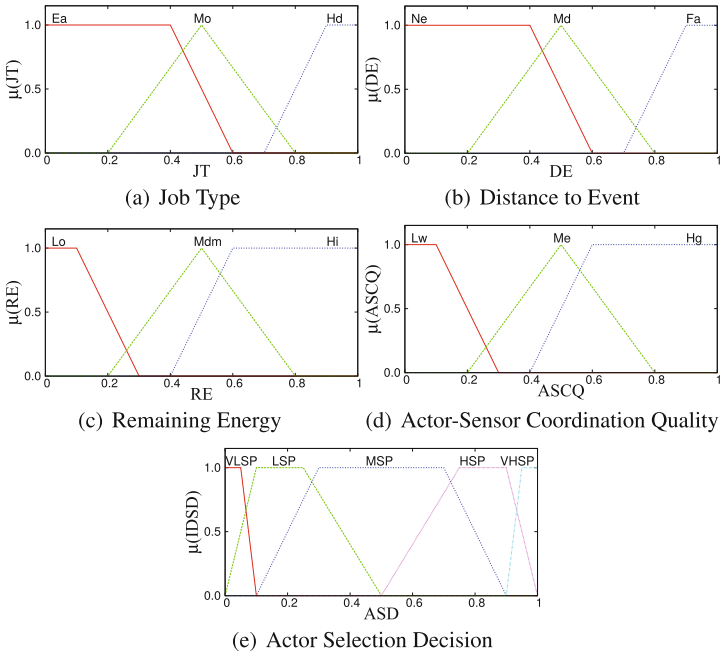 Ea Mo Hd
1.0
0.5
0.0
μ(JT)
0 0.2 0.4 0.6 0.8 1
JT
(a) Job Type
Ne Md Fa
1.0
0.5
0.0
μ(DE)
0 0.2 0.4 0.6 0.8 1
DE
(b) Distance to Event
Lo Mdm Hi
1.0
0.5
0.0
μ(RE)
0 0.2 0.4 0.6 0.8 1
RE
(c) Remaining Energy
Lw Me Hg
1.0
0.5
0.0
μ(ASCQ)
0 0.2 0.4 0.6 0.8 1
ASCQ
(d) Actor-Sensor Coordination Quality
VLSP LSP MSP HSP VHSP
1.0
0.5
0.0
μ(IDSD)
0 0.2 0.4 0.6 0.8 1
ASD
(e) Actor Selection Decision